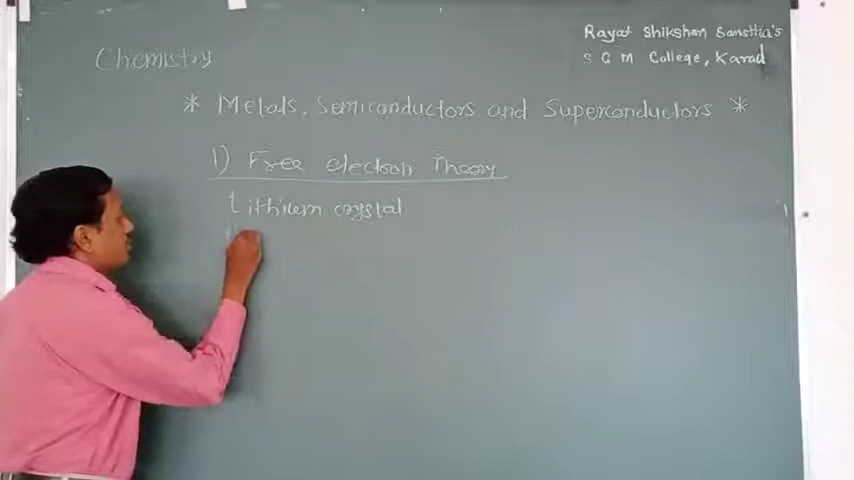 Rayat Shikshan Sanstha's
Chemistry
S G M College, Karad
* Metals, Semiconductors and Superconductors *
1) Free electron Theory
Lithium crystal